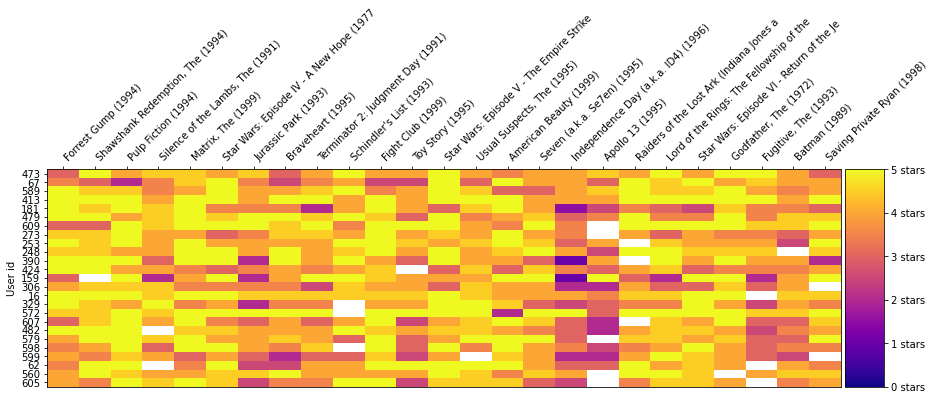 Forrest Gump (1994)
Shawshank Redemption, The (1994)
Pulp Fiction (1994)
Silence of the Lambs, The (1991)
Matrix, The (1999)
Star Wars: Episode IV - A New Hope (1977
Jurassic Park (1993)
Braveheart (1995)
Terminator 2: Judgment Day (1991)
Schindler's List (1993)
Fight Club (1999)
Toy Story (1995)
Star Wars: Episode V - The Empire Strike
Usual Suspects, The (1995)
American Beauty (1999)
Seven (a.k.a. Se7en) (1995)
Independence Day (a.k.a. ID4) (1996)
Apollo 13 (1995)
Raiders of the Lost Ark (Indiana Jones a
Lord of the Rings: The Fellowship of the
Star Wars: Episode VI - Return of the Je
Godfather, The (1972)
Fugitive, The (1993)
Batman (1989)
Saving Private Ryan (1998)
User id
473
67
589
413
181
479
609
273
253
248
390
424
159
306
16
329
572
607
482
579
598
599
62
560
605
5 stars
4 stars
3 stars
2 stars
1 stars
0 stars